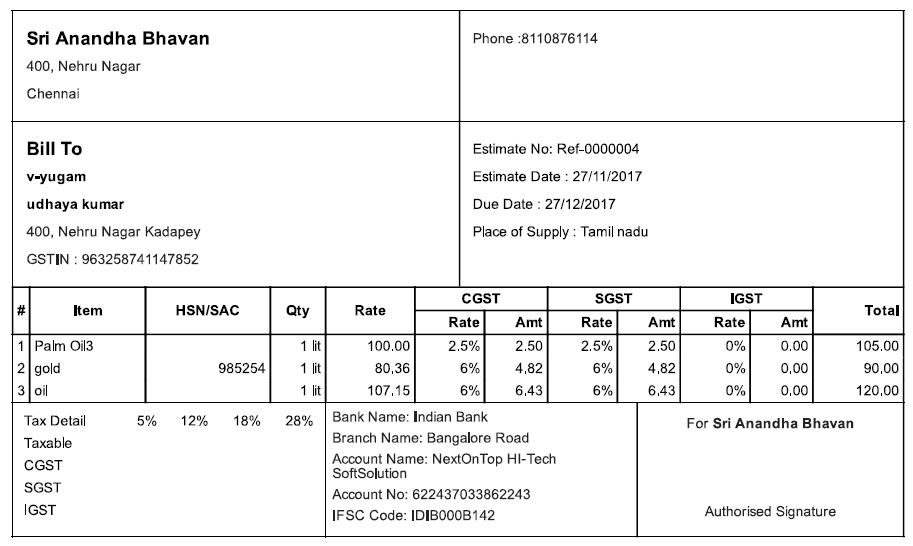 Sri Anandha Bhavan
400, Nehru Nagar
Chennai
Phone :8110876114
Bill To
v-yugam
udhaya kumar
400, Nehru Nagar Kadapey
GSTIN : 963258741147852
Estimate No: Ref-0000004
Estimate Date : 27/11/2017
Due Date : 27/12/2017
Place of Supply : Tamil nadu
# Item HSN/SAC Qty Rate CGST SGST IGST Total
Rate Amt Rate Amt Rate Amt
1 Palm Oil3 1 lit 100.00 2.5% 2.50 2.5% 2.50 0% 0.00 105.00
2 gold 985254 1 lit 80,36 6% 4,82 6% 4,82 0% 0,00 90,00
3 oil 1 lit 107,15 6% 6,43 6% 6,43 0% 0,00 120,00
Tax Detail 5% 12% 18% 28%
Taxable
CGST
SGST
IGST
Bank Name: Indian Bank
Branch Name: Bangalore Road
Account Name: NextOnTop HI-Tech
SoftSolution
Account No: 622437033862243
IFSC Code: IDIB000B142
For Sri Anandha Bhavan
Authorised Signature